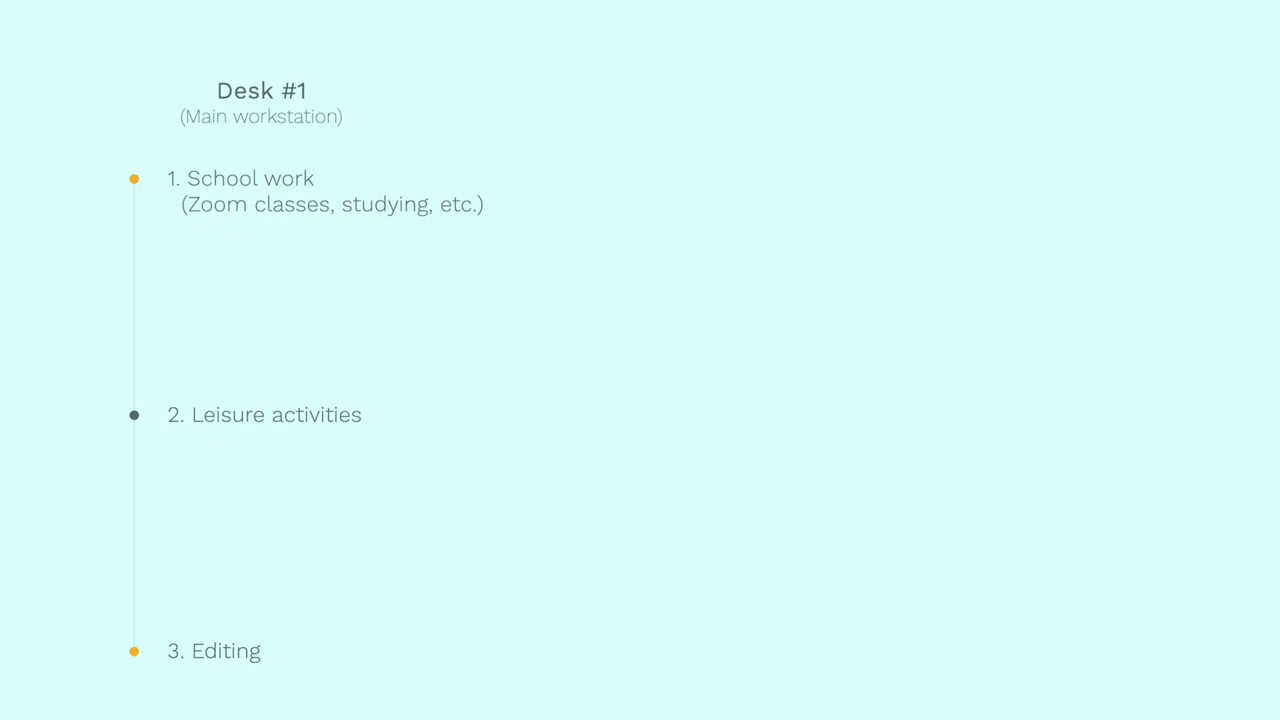 Desk #1
(Main workstation)
1. School work
(Zoom classes, studying, etc.)
2. Leisure activities
3. Editing